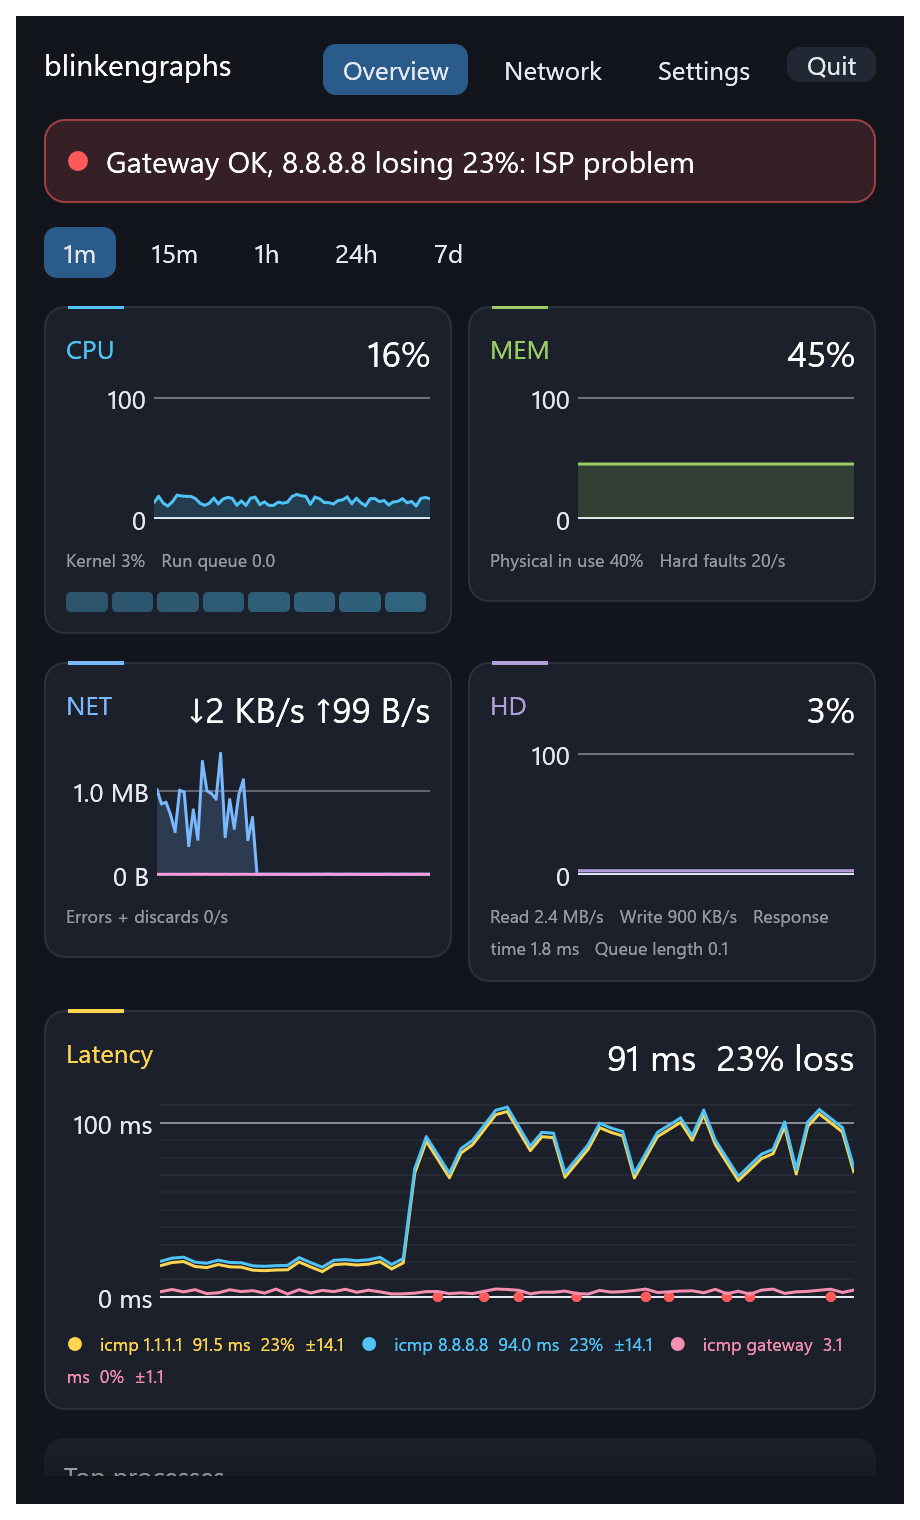 blinkengraphs Overview Network Settings Quit
Gateway OK, 8.8.8.8 losing 23%: ISP problem
1m 15m 1h 24h 7d
CPU 16%
100
0
Kernel 3% Run queue 0.0
MEM 45%
100
0
Physical in use 40% Hard faults 20/s
NET ↓2 KB/s ↑99 B/s
1.0 MB
0 B
Errors + discards 0/s
HD 3%
100
0
Read 2.4 MB/s Write 900 KB/s Response
time 1.8 ms Queue length 0.1
Latency 91 ms 23% loss
100 ms
0 ms
icmp 1.1.1.1 91.5 ms 23% ±14.1 icmp 8.8.8.8 94.0 ms 23% ±14.1 icmp gateway 3.1
ms 0% ±1.1
Top processes